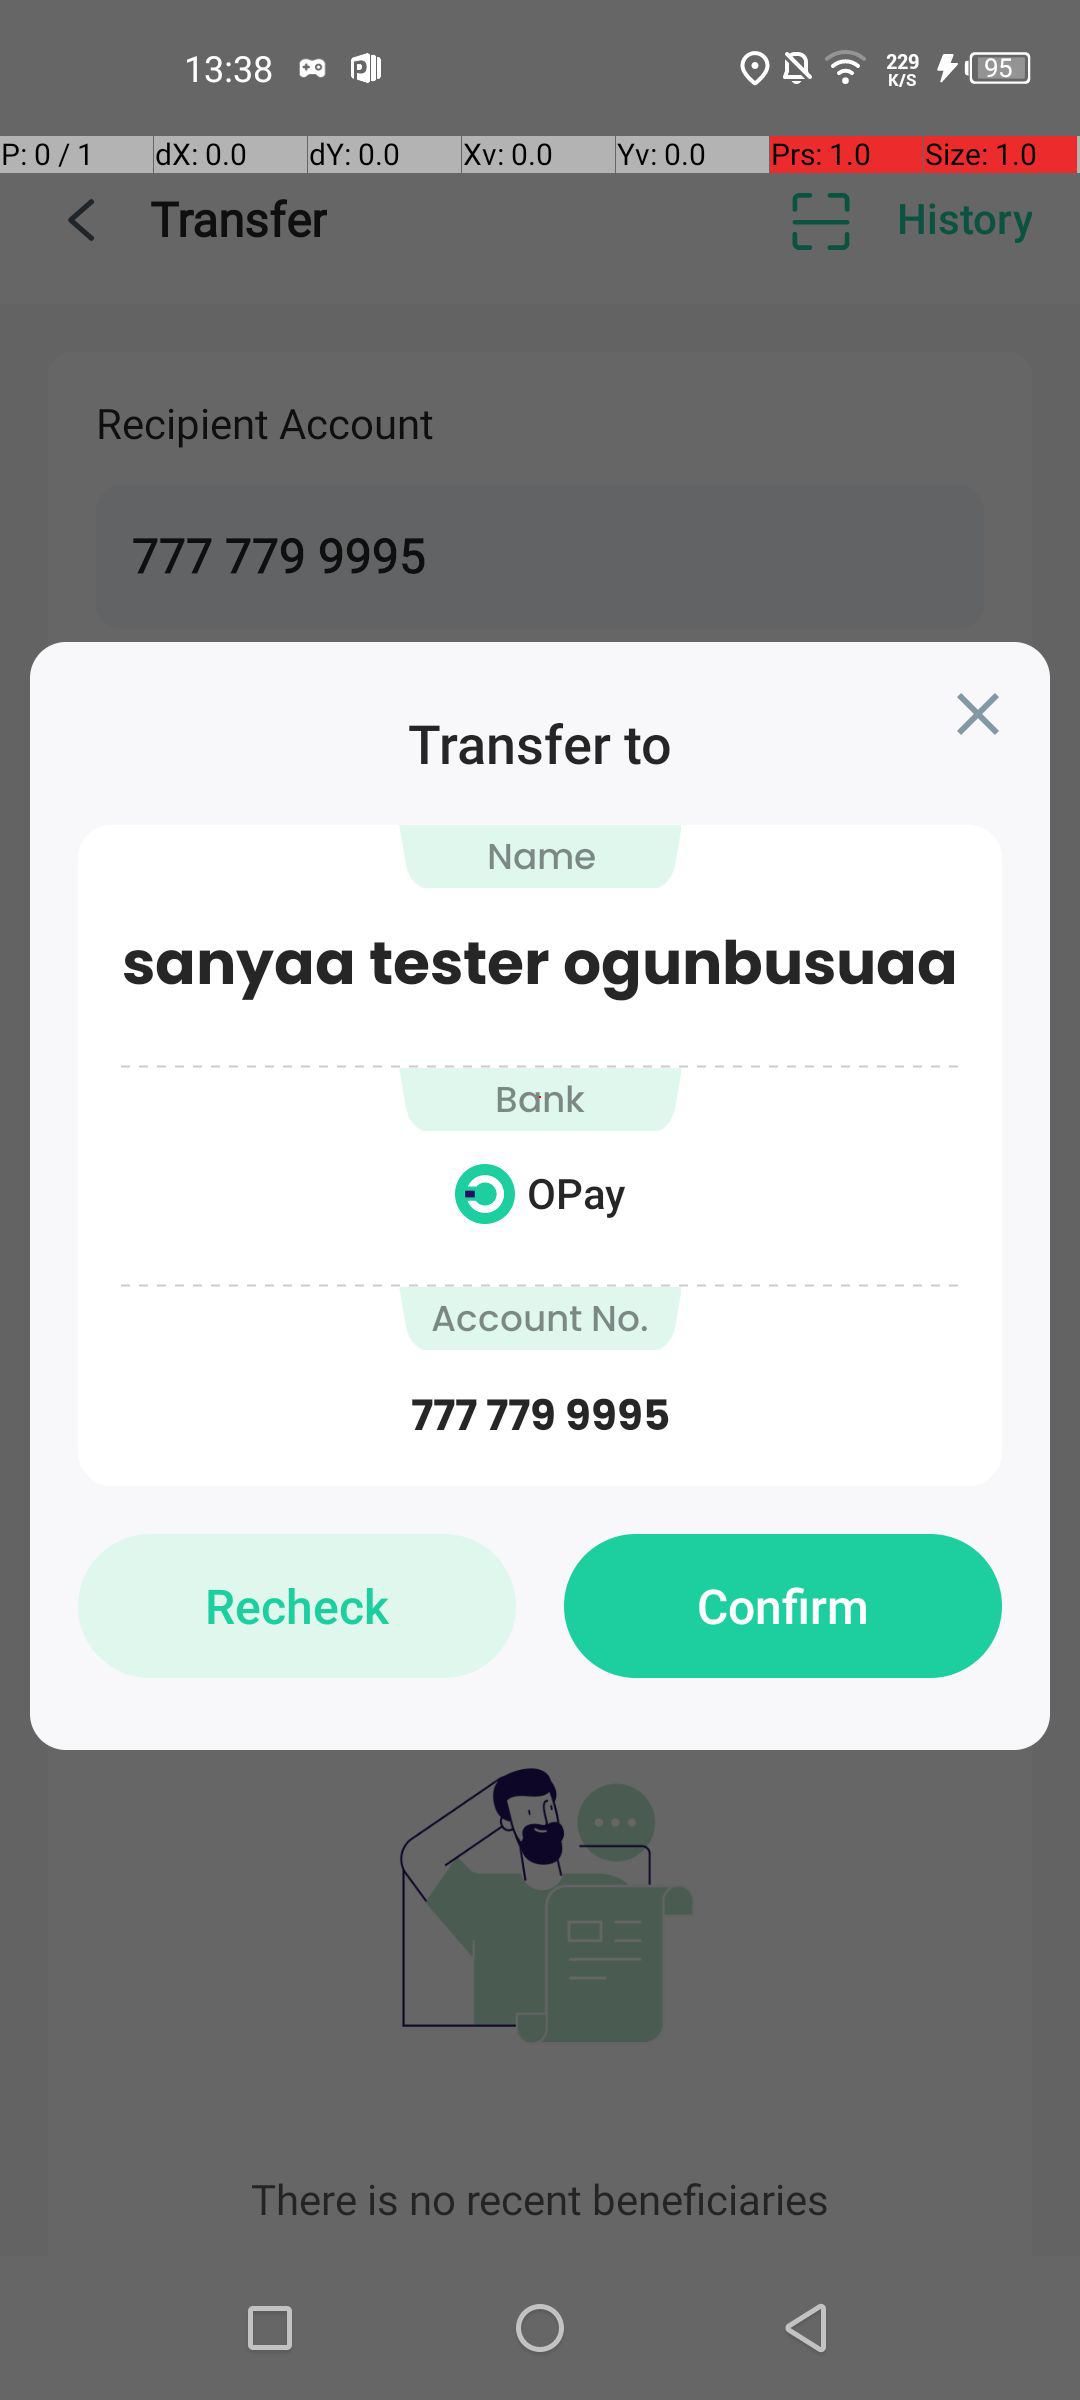 13:38
229
K/S
95
P: 0 / 1 dX: 0.0 dY: 0.0 Xv: 0.0 Yv: 0.0 Prs: 1.0 Size: 1.0
Transfer History
Recipient Account
777 779 9995
Transfer to
Name
sanyaa tester ogunbusuaa
Bank
OPay
Account No.
777 779 9995
Recheck Confirm
There is no recent beneficiaries